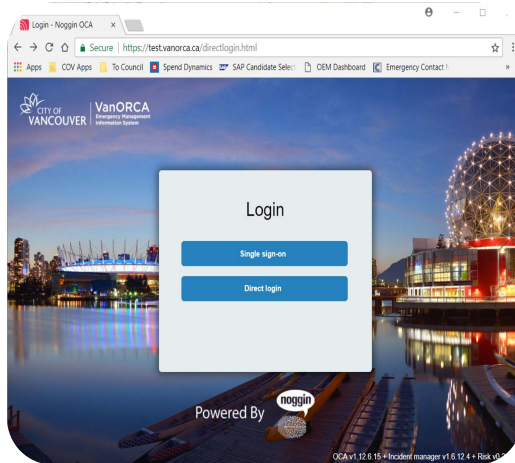 Login - Noggin OCA
Secure https://test.vanorca.ca/directlogin.html
Apps COV Apps To Council Spend Dynamics SAP Candidate Select OEM Dashboard Emergency Contact
CITY OF
VANCOUVER
VanORCA
Emergency Management
Information System
Login
Single sign-on
Direct login
Powered By noggin
OCA v1.12.6.15 + Incident manager v1.6.12.4 + Risk